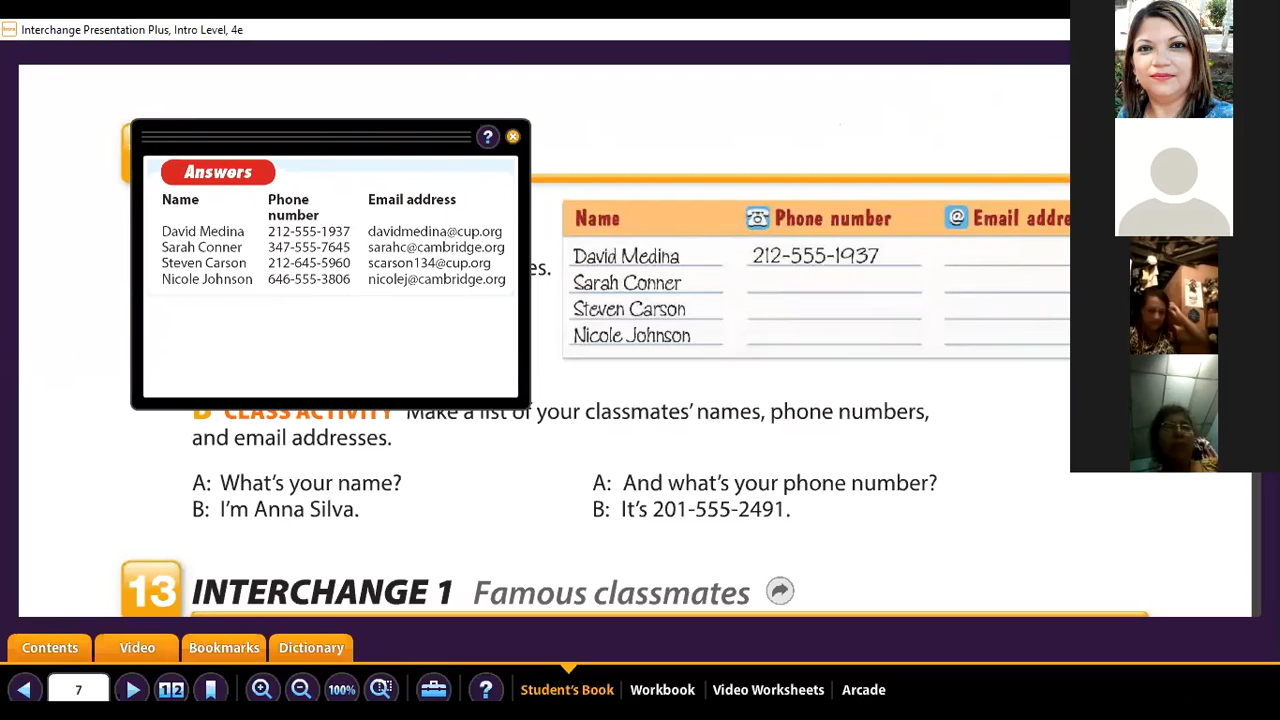 Interchange Presentation Plus, Intro Level, 4e
?
Answers
Name Phone number Email address
David Medina 212-555-1937 davidmedina@cup.org
Sarah Conner 347-555-7645 sarahc@cambridge.org
Steven Carson 212-645-5960 scarson134@cup.org
Nicole Johnson 646-555-3806 nicolej@cambridge.org
es.
Name Phone number @ Email addre
David Medina 212-555-1937
Sarah Conner
Steven Carson
Nicole Johnson
B CLASS ACTIVITY Make a list of your classmates' names, phone numbers,
and email addresses.
A: What's your name?
B: I'm Anna Silva.
A: And what's your phone number?
B: It's 201-555-2491.
13 INTERCHANGE 1 Famous classmates
Contents Video Bookmarks Dictionary
7 1 2 100% ? Student's Book Workbook Video Worksheets Arcade